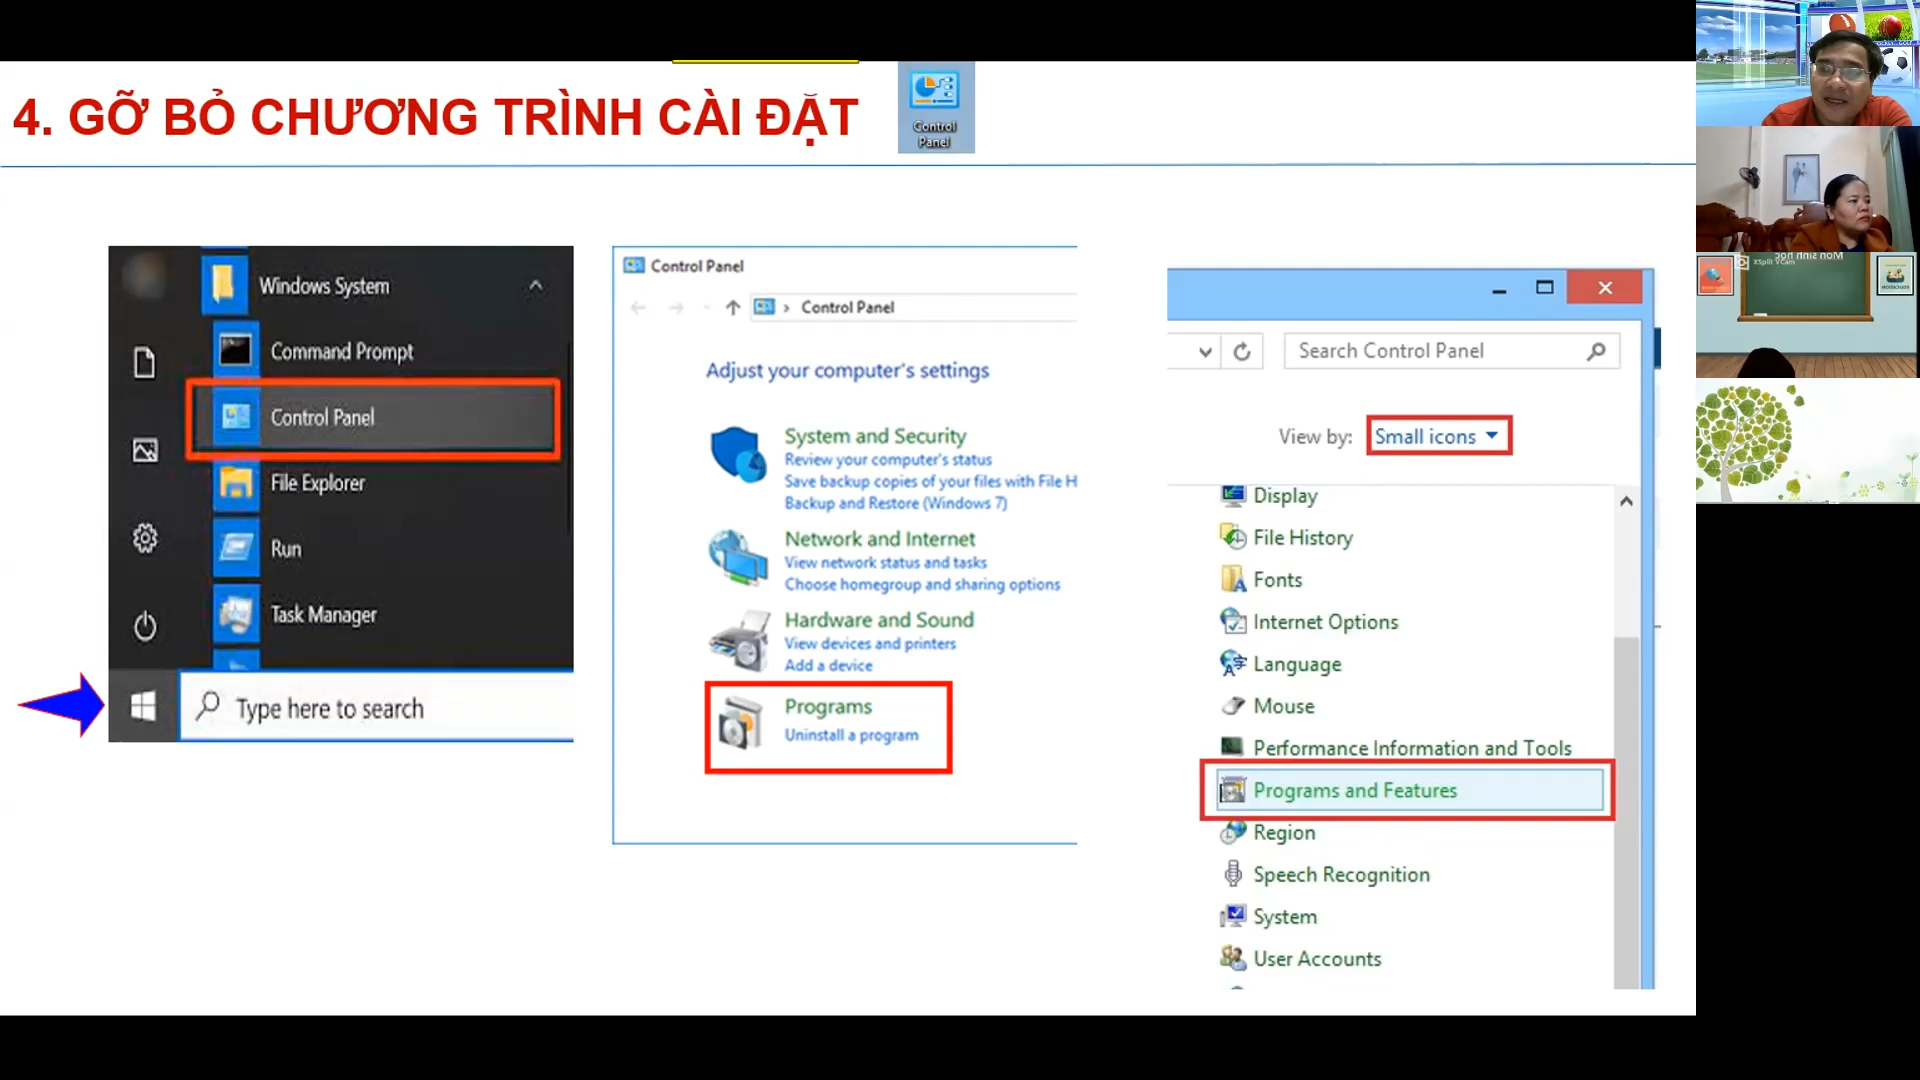 4. GỠ BỎ CHƯƠNG TRÌNH CÀI ĐẶT
Control
Panel
Windows System
Command Prompt
Control Panel
File Explorer
Run
Task Manager
Type here to search
Control Panel
Control Panel
Adjust your computer's settings
System and Security
Review your computer's status
Save backup copies of your files with File H
Backup and Restore (Windows 7)
Network and Internet
View network status and tasks
Choose homegroup and sharing options
Hardware and Sound
View devices and printers
Add a device
Programs
Uninstall a program
Search Control Panel
View by: Small icons
Display
File History
Fonts
Internet Options
Language
Mouse
Performance Information and Tools
Programs and Features
Region
Speech Recognition
System
User Accounts
Môn sinh học
XSplit VCam